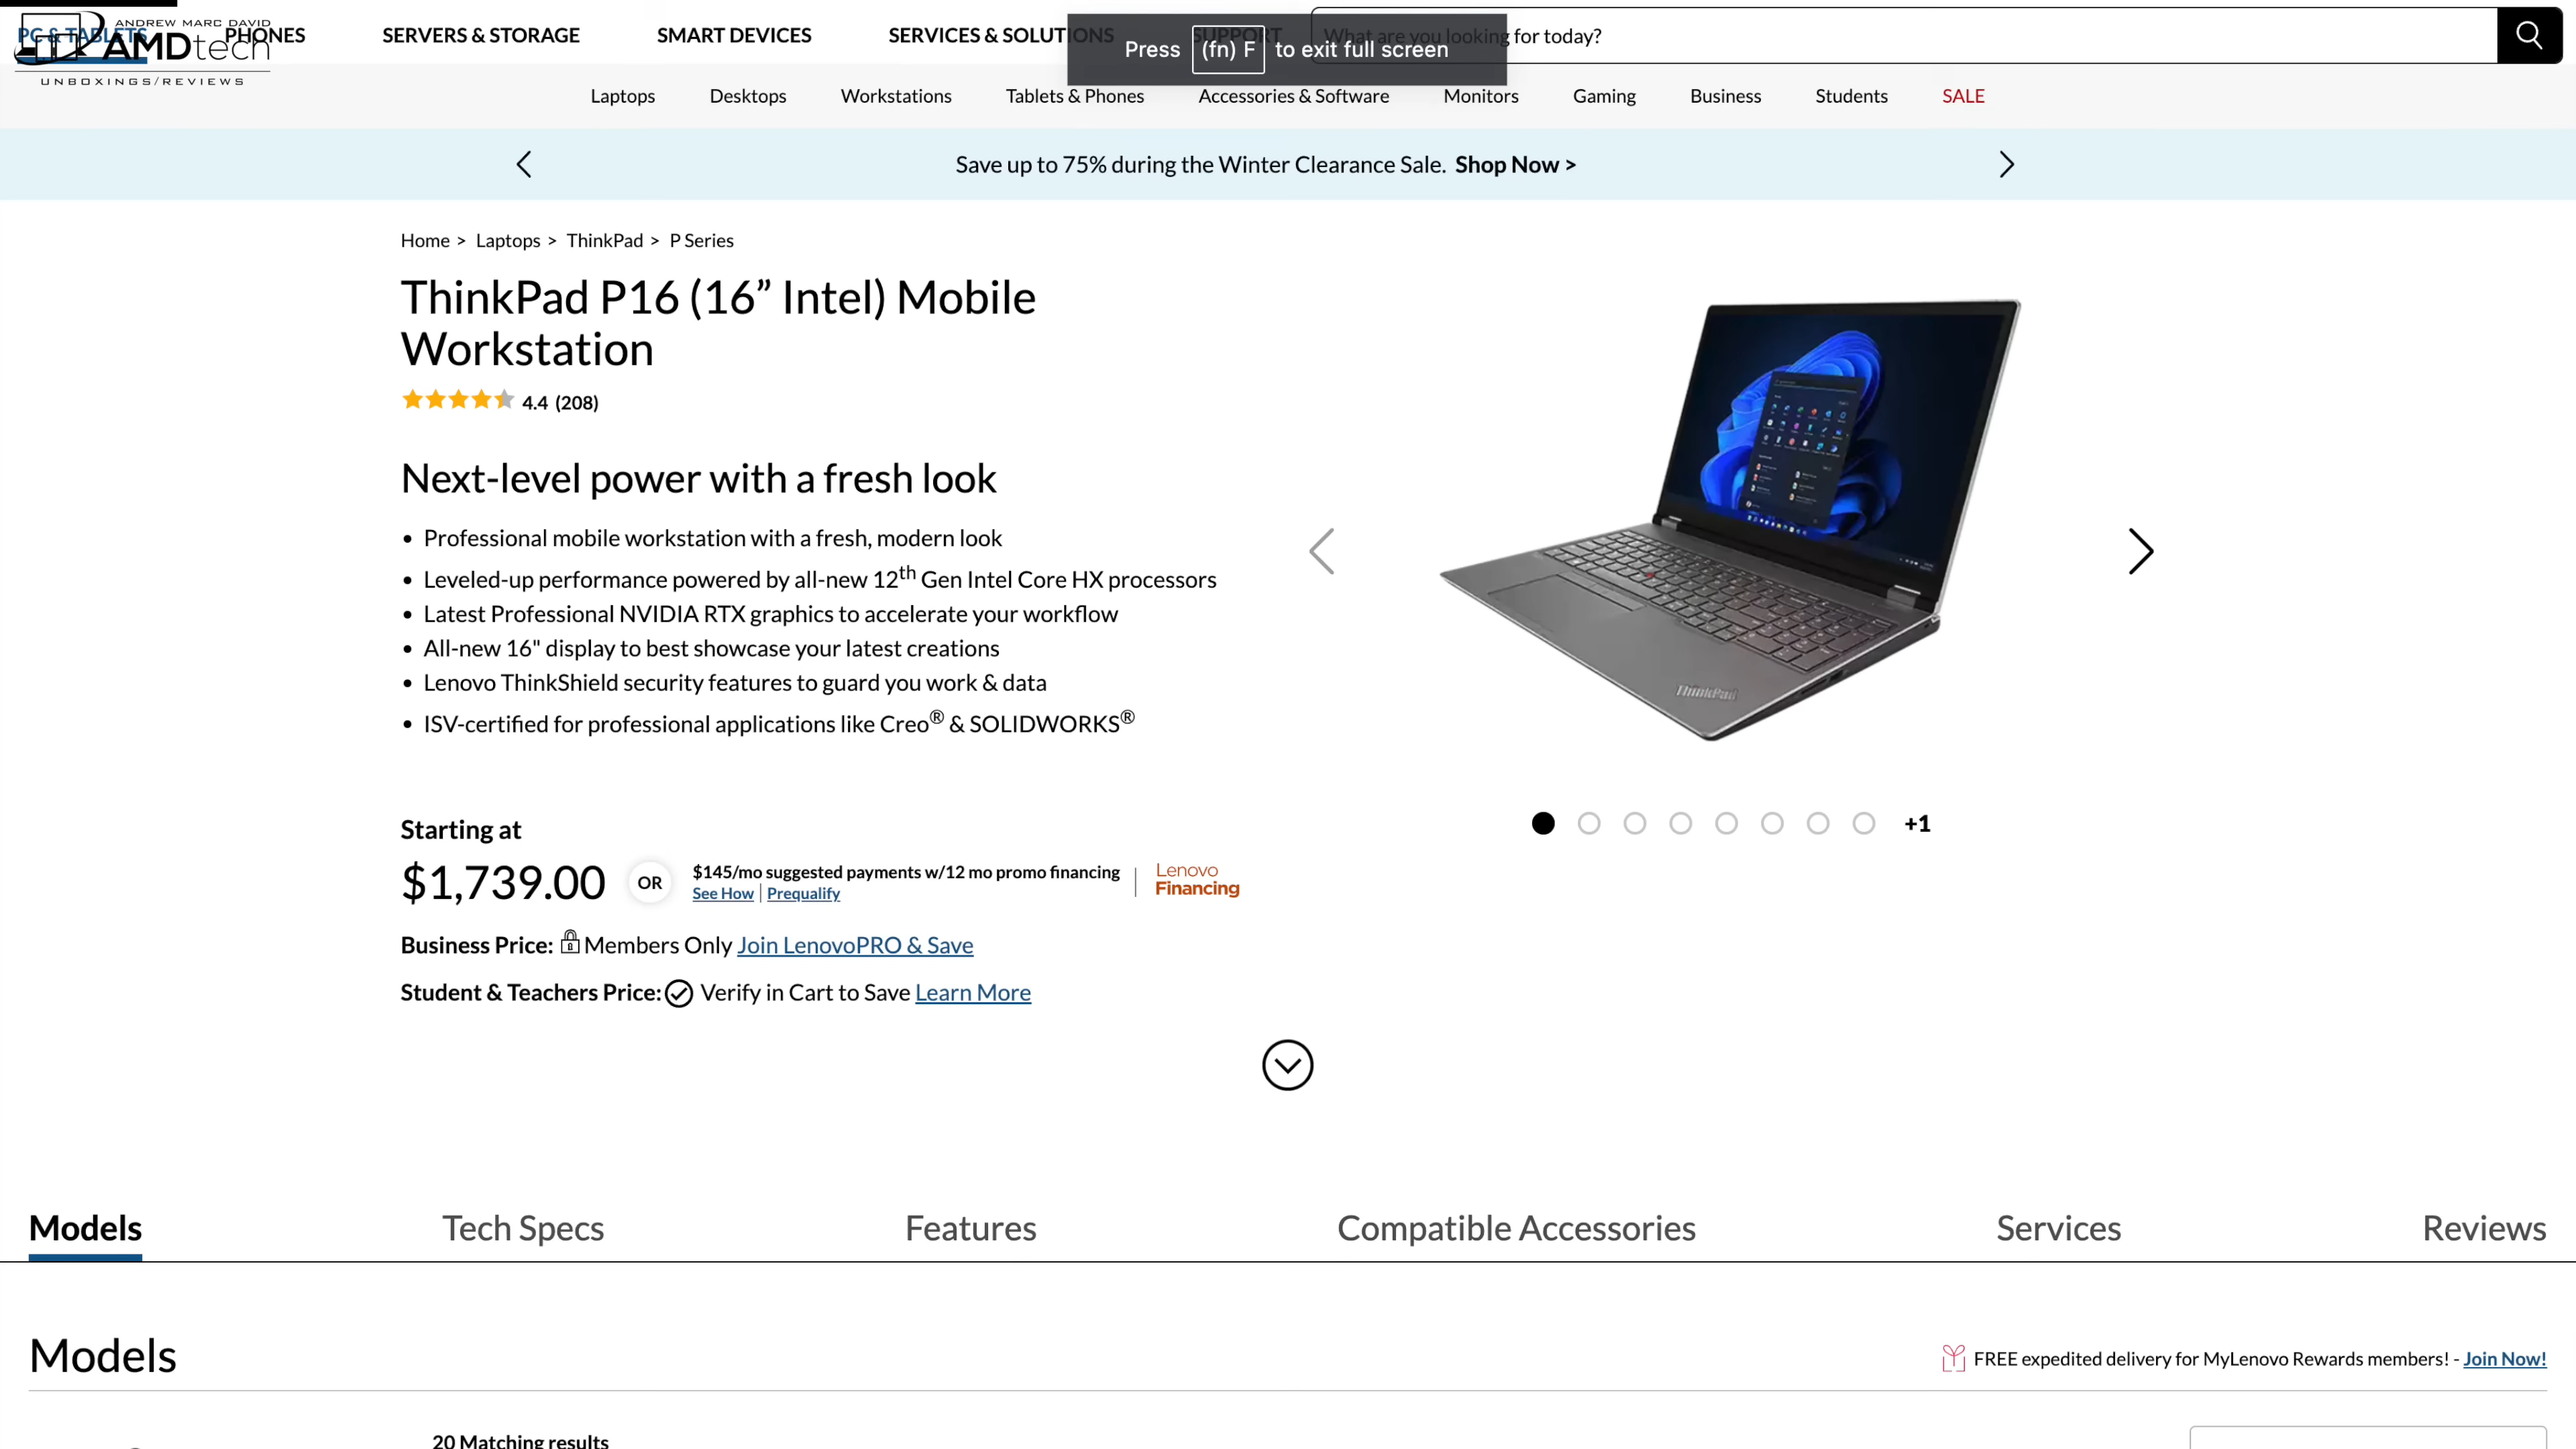 ANDREW MARC DAVID
AMDtech
UNBOXINGS/REVIEWS
PC & TABLETS
PHONES
SERVERS & STORAGE
SMART DEVICES
SERVICES & SOLUTIONS
SUPPORT
What are you looking for today?
Press (fn) F to exit full screen
Laptops
Desktops
Workstations
Tablets & Phones
Accessories & Software
Monitors
Gaming
Business
Students
SALE
Save up to 75% during the Winter Clearance Sale. Shop Now >
Home > Laptops > ThinkPad > P Series
ThinkPad P16 (16” Intel) Mobile
Workstation
4.4 (208)
Next-level power with a fresh look
• Professional mobile workstation with a fresh, modern look
• Leveled-up performance powered by all-new 12th Gen Intel Core HX processors
• Latest Professional NVIDIA RTX graphics to accelerate your workflow
• All-new 16" display to best showcase your latest creations
• Lenovo ThinkShield security features to guard you work & data
• ISV-certified for professional applications like Creo® & SOLIDWORKS®
ThinkPad
+1
Starting at
$1,739.00
OR
$145/mo suggested payments w/12 mo promo financing
See How | Prequalify
Lenovo
Financing
Business Price: Members Only Join LenovoPRO & Save
Student & Teachers Price: Verify in Cart to Save Learn More
Models
Tech Specs
Features
Compatible Accessories
Services
Reviews
Models
FREE expedited delivery for MyLenovo Rewards members! - Join Now!
20 Matching results